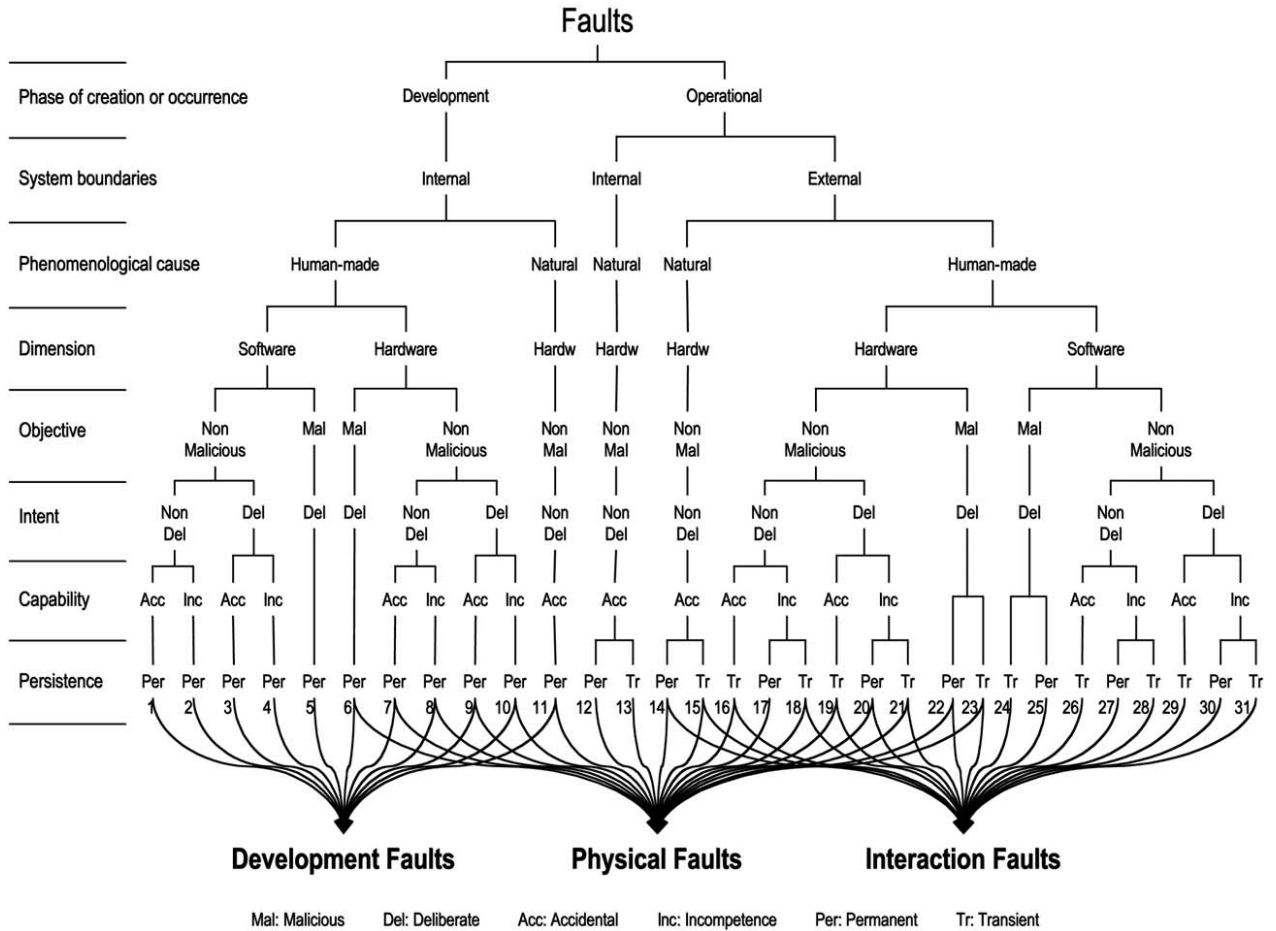 Faults
Phase of creation or occurrence Development Operational
System boundaries Internal Internal External
Phenomenological cause Human-made Natural Natural Natural Human-made
Dimension Software Hardware Hardw Hardw Hardw Hardware Software
Objective Non Mal Mal Non Non Non Non Non Mal Mal Non
Malicious Malicious Mal Mal Mal Malicious Malicious
Intent Non Del Del Del Non Del Non Non Non Non Del Del Del Non Del
Del Del Del Del Del Del Del
Capability Acc Inc Acc Inc Acc Inc Acc Inc Acc Acc Acc Acc Inc Acc Inc Acc Inc Acc Inc
Persistence Per Per Per Per Per Per Per Per Per Per Per Per Tr Per Tr Tr Per Tr Tr Per Tr Per Tr Tr Per Tr Per Tr Tr Per Tr
1 2 3 4 5 6 7 8 9 10 11 12 13 14 15 16 17 18 19 20 21 22 23 24 25 26 27 28 29 30 31
Development Faults Physical Faults Interaction Faults
Mal: Malicious Del: Deliberate Acc: Accidental Inc: Incompetence Per: Permanent Tr: Transient